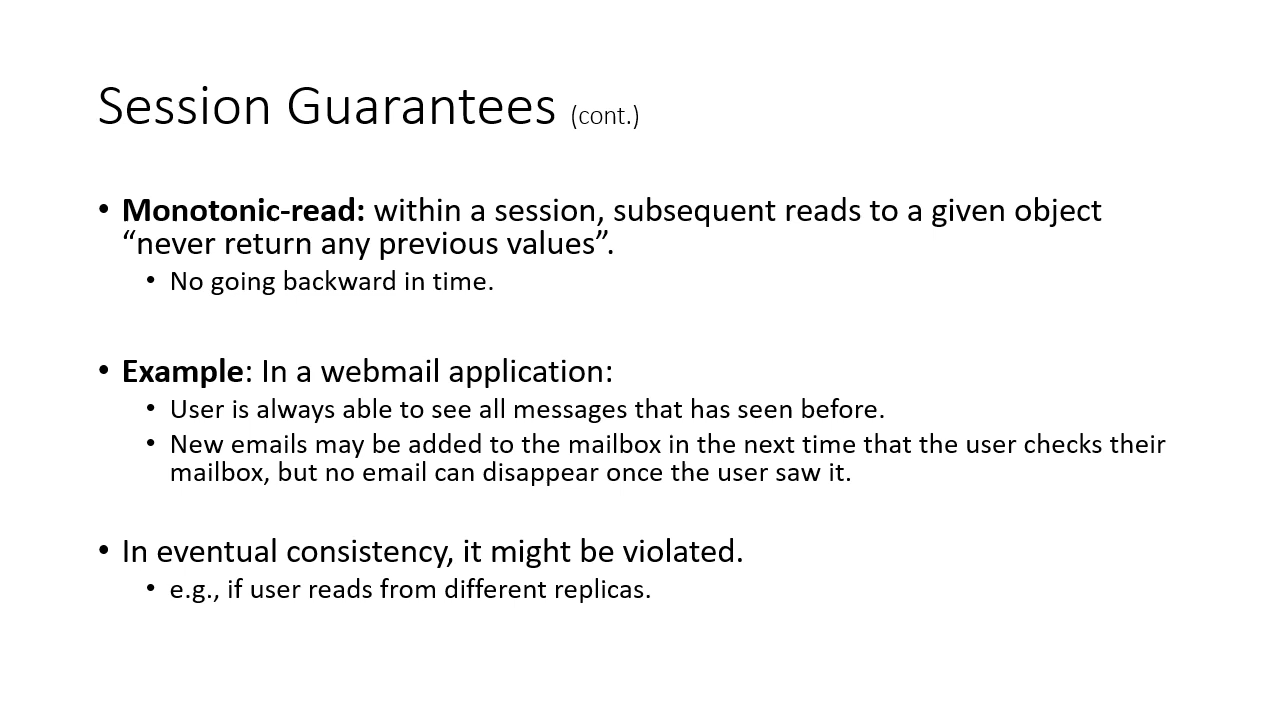 Session Guarantees (cont.)
• Monotonic-read: within a session, subsequent reads to a given object
“never return any previous values”.
• No going backward in time.
• Example: In a webmail application:
• User is always able to see all messages that has seen before.
• New emails may be added to the mailbox in the next time that the user checks their
mailbox, but no email can disappear once the user saw it.
• In eventual consistency, it might be violated.
• e.g., if user reads from different replicas.